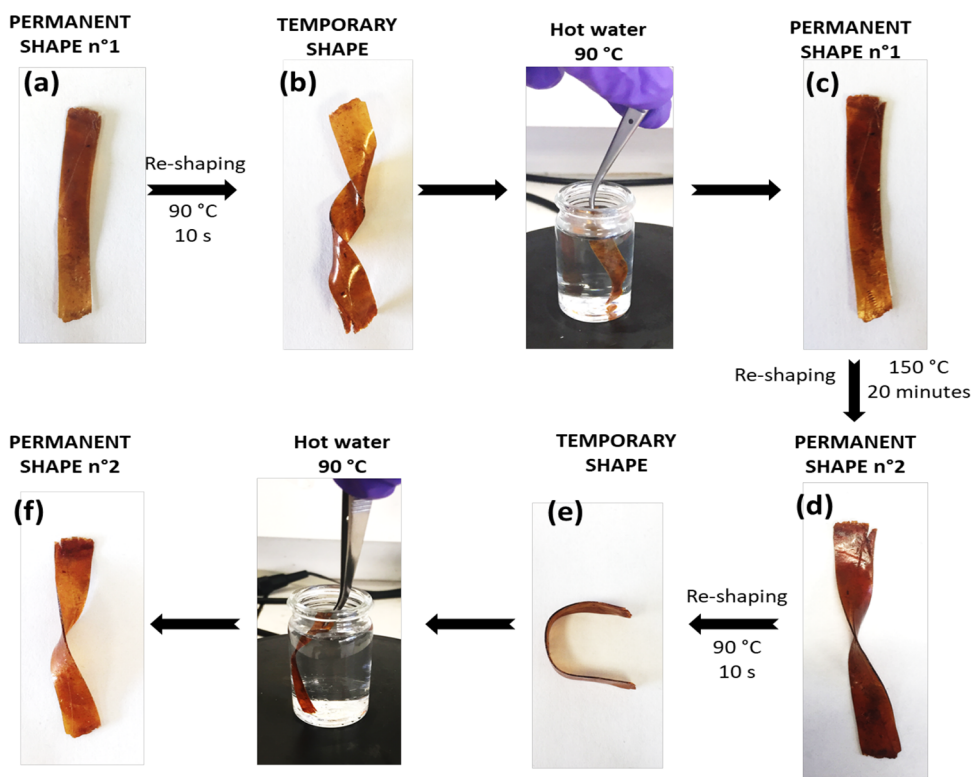 PERMANENT
SHAPE n°1
(a)
Re-shaping
90 °C
10 s
TEMPORARY
SHAPE
(b)
Hot water
90 °C
PERMANENT
SHAPE n°1
(c)
Re-shaping
150 °C
20 minutes
PERMANENT
SHAPE n°2
(d)
Re-shaping
90 °C
10 s
TEMPORARY
SHAPE
(e)
Hot water
90 °C
PERMANENT
SHAPE n°2
(f)